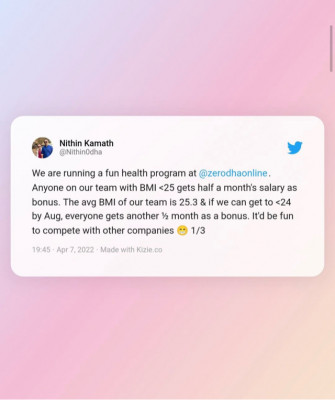 Nithin Kamath
@Nithin0dha
We are running a fun health program at @zerodhaonline.
Anyone on our team with BMI <25 gets half a month's salary as
bonus. The avg BMI of our team is 25.3 & if we can get to <24
by Aug, everyone gets another ½ month as a bonus. It'd be fun
to compete with other companies 😁 1/3
19:45 · Apr 7, 2022 · Made with Kizie.co